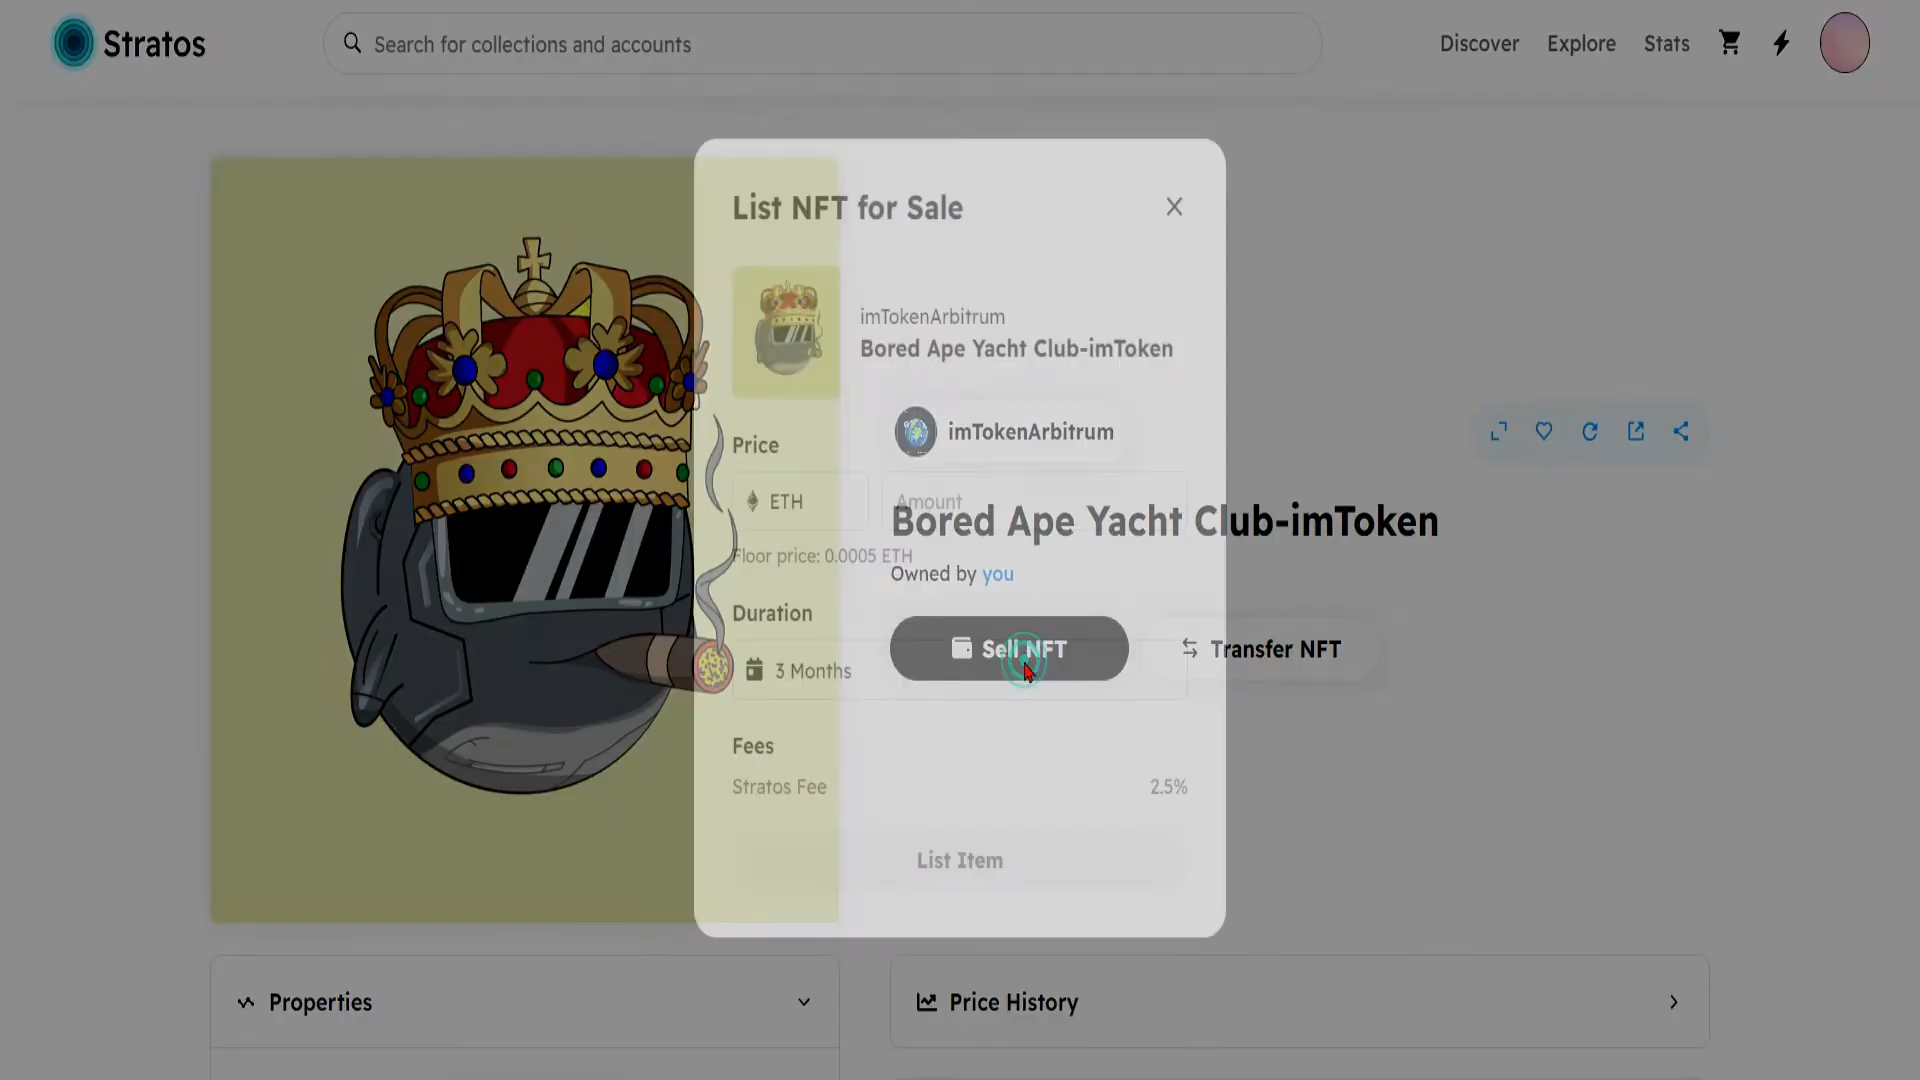 Stratos
Search for collections and accounts
Discover
Explore
Stats
List NFT for Sale
imTokenArbitrum
Bored Ape Yacht Club-imToken
imTokenArbitrum
Price
ETH
Amount
Bored Ape Yacht Club-imToken
Floor price: 0.0005 ETH
Owned by you
Duration
Sell NFT
Transfer NFT
3 Months
Fees
Stratos Fee
2.5%
List Item
Properties
Price History